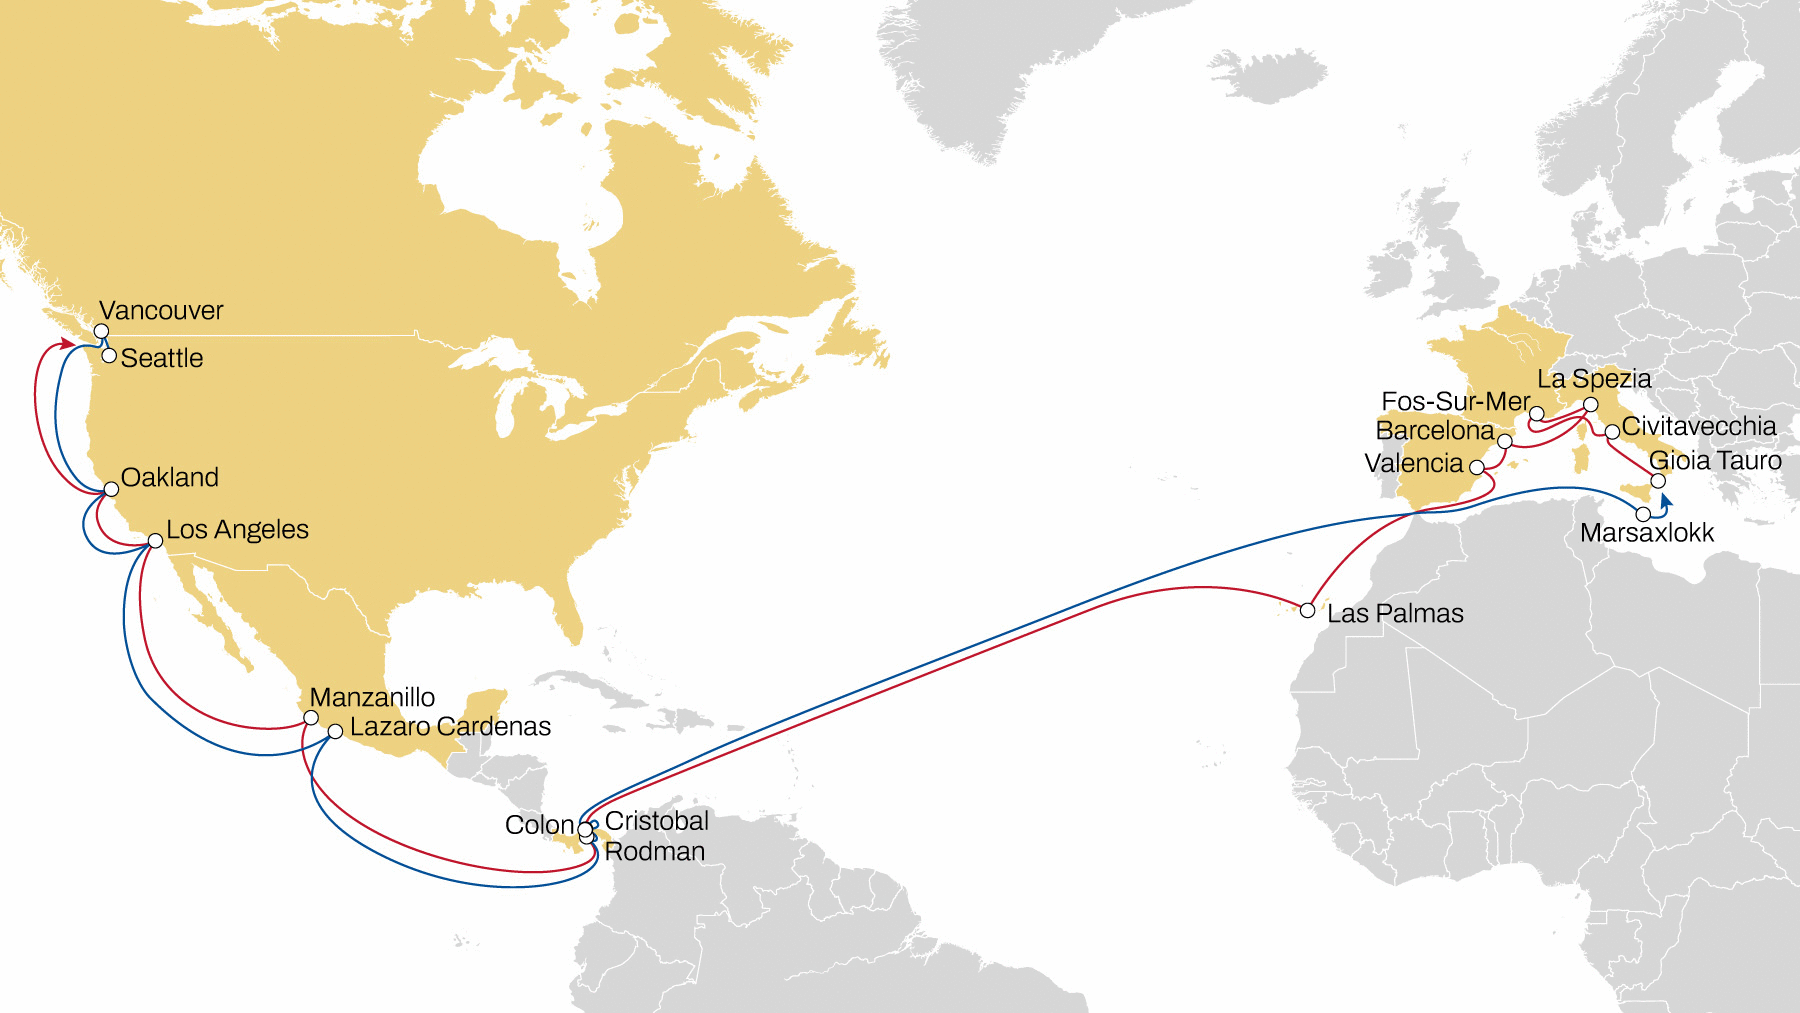 Vancouver
Seattle
Oakland
Los Angeles
Manzanillo
Lazaro Cardenas
Colon
Cristobal
Rodman
La Spezia
Fos-Sur-Mer
Civitavecchia
Barcelona
Gioia Tauro
Valencia
Marsaxlokk
Las Palmas